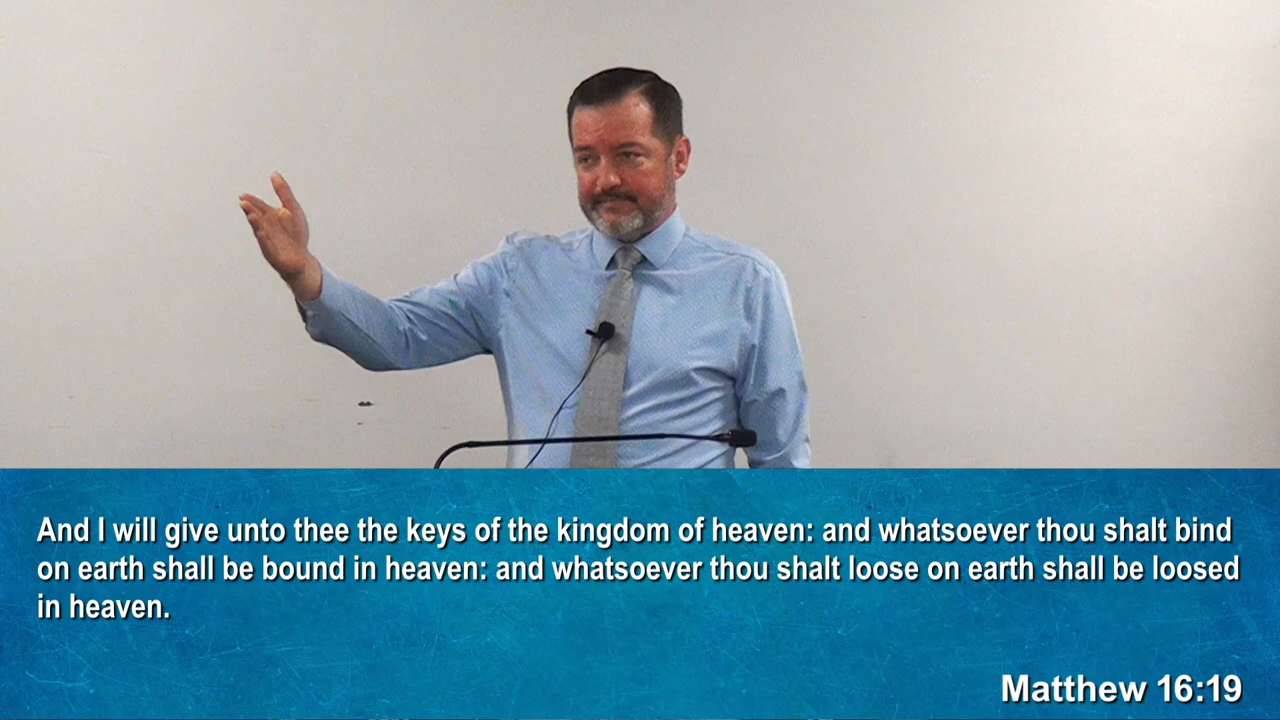 And I will give unto thee the keys of the kingdom of heaven: and whatsoever thou shalt bind
on earth shall be bound in heaven: and whatsoever thou shalt loose on earth shall be loosed
in heaven.
Matthew 16:19